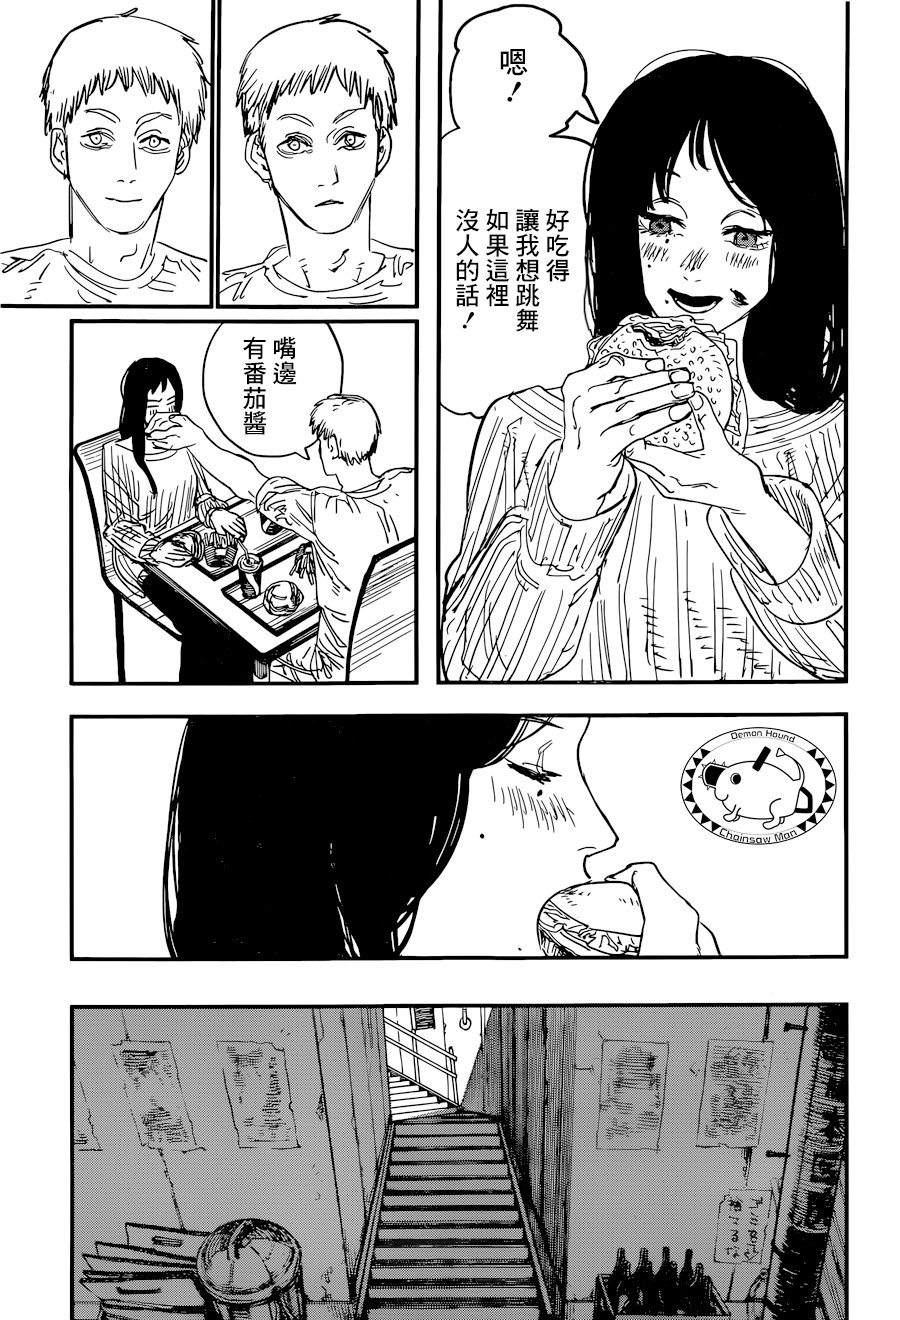 嗯！
好吃得
讓我想跳舞
如果這裡
沒人的話！
嘴邊
有番茄醬
Demon Hound
Chainsaw Man